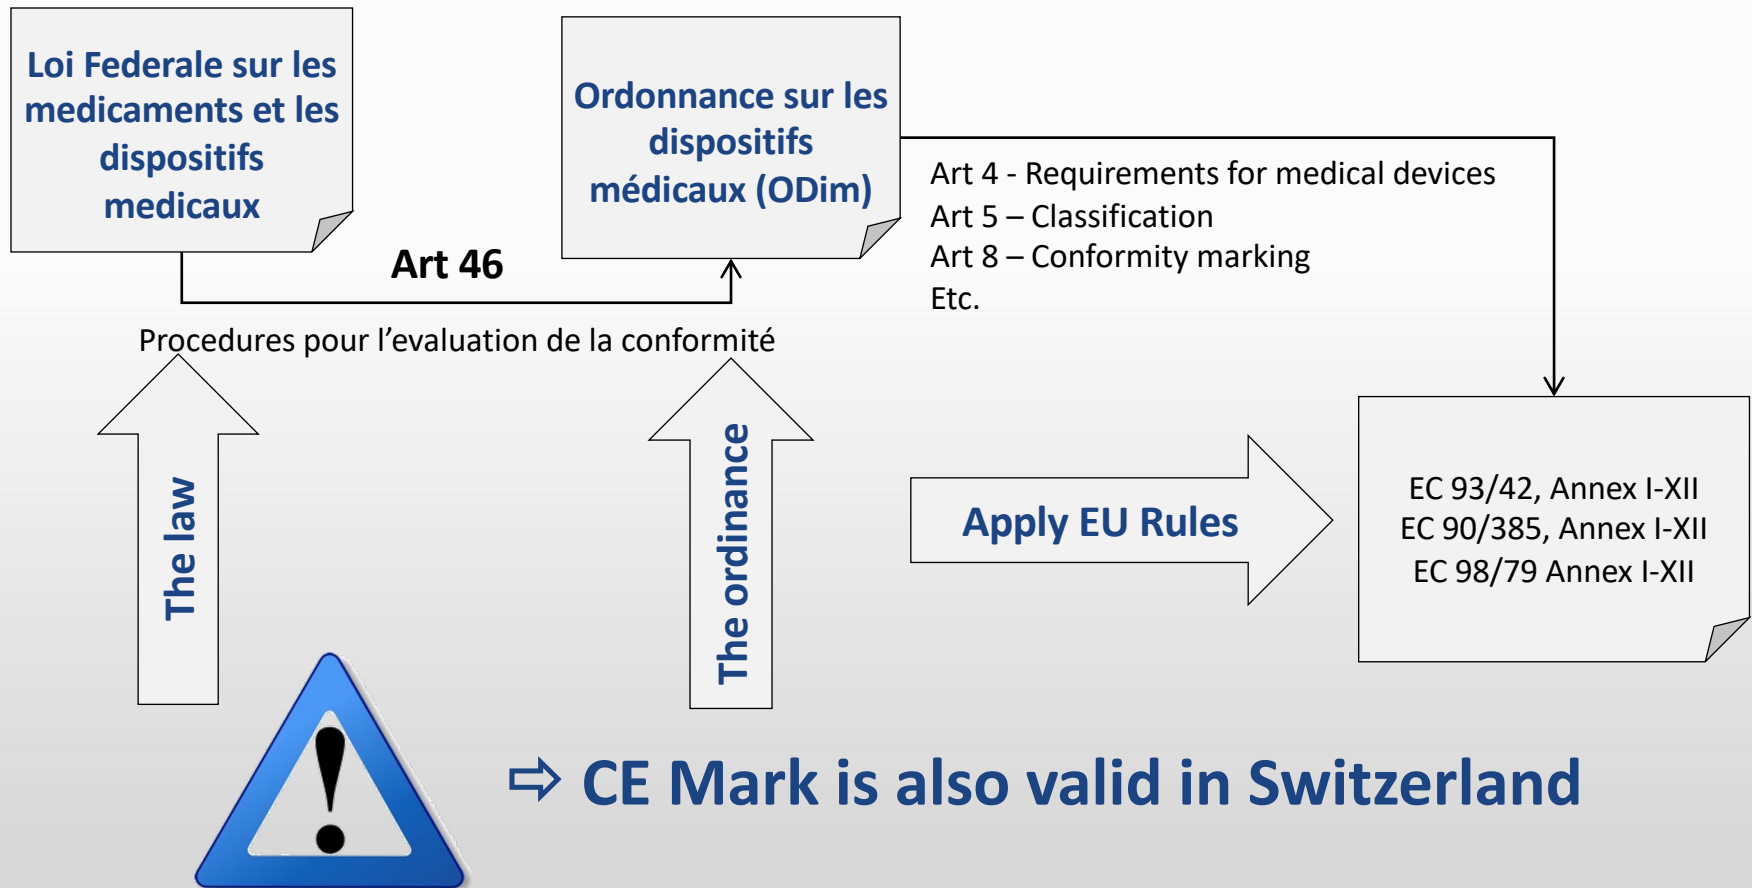 Loi Federale sur les
medicaments et les
dispositifs
medicaux
Ordonnance sur les
dispositifs
médicaux (ODim)
Art 4 - Requirements for medical devices
Art 5 – Classification
Art 8 – Conformity marking
Etc.
Art 46
Procedures pour l’evaluation de la conformité
The law
The ordinance
Apply EU Rules
EC 93/42, Annex I-XII
EC 90/385, Annex I-XII
EC 98/79 Annex I-XII
⇨ CE Mark is also valid in Switzerland